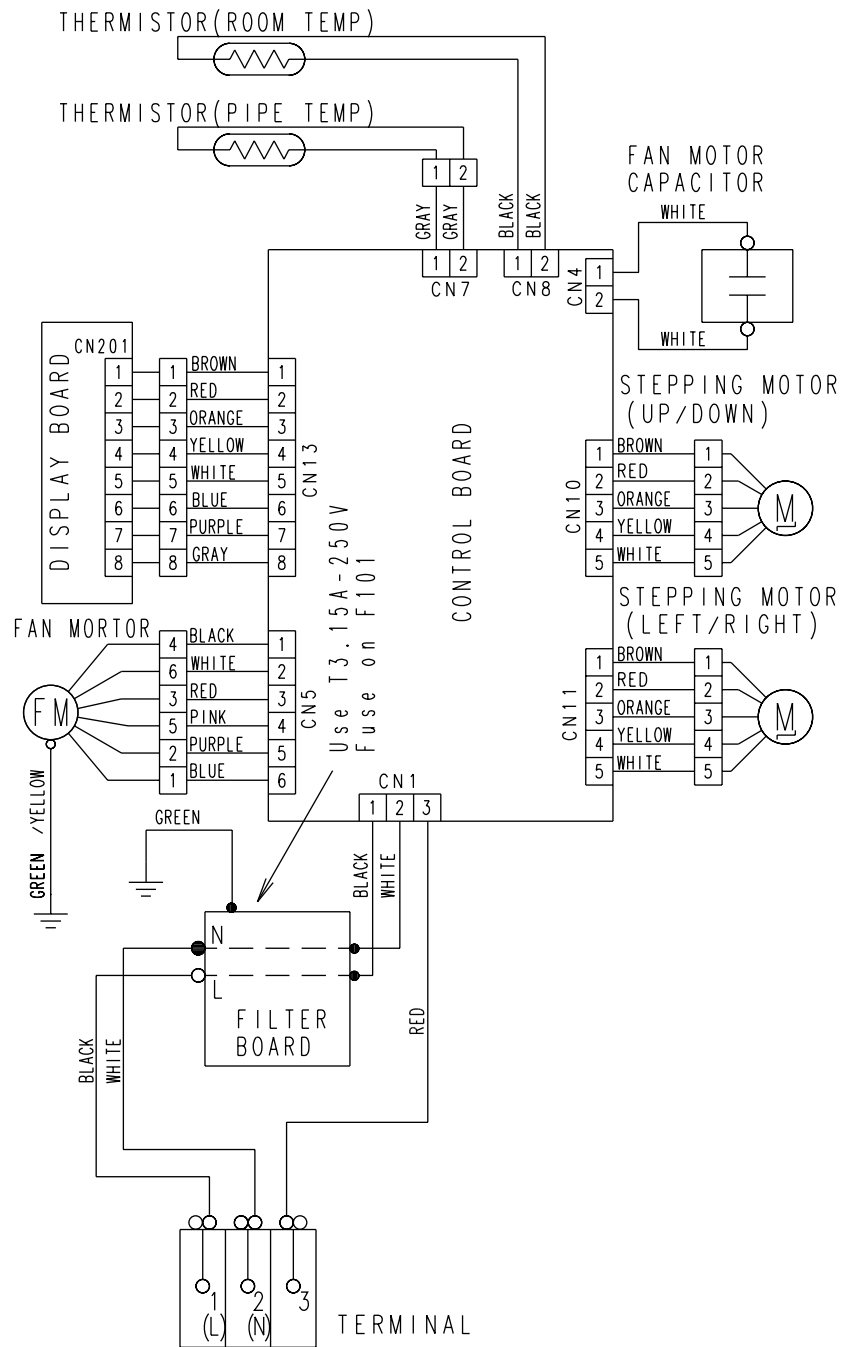 THERMISTOR(ROOM TEMP)
THERMISTOR(PIPE TEMP)
1 2
GRAY
GRAY
BLACK
BLACK
FAN MOTOR
CAPACITOR
WHITE
WHITE
1 2
CN7
1 2
CN8
CN4
1
2
DISPLAY BOARD
CN201
1 1 BROWN 1
2 2 RED 2
3 3 ORANGE 3
4 4 YELLOW 4
5 5 WHITE 5
6 6 BLUE 6
7 7 PURPLE 7
8 8 GRAY 8
CN13
CONTROL BOARD
Use T3.15A-250V
Fuse on F101
STEPPING MOTOR
(UP/DOWN)
CN10
1 BROWN 1
2 RED 2
3 ORANGE 3
4 YELLOW 4
5 WHITE 5
M
STEPPING MOTOR
(LEFT/RIGHT)
CN11
1 BROWN 1
2 RED 2
3 ORANGE 3
4 YELLOW 4
5 WHITE 5
M
FAN MORTOR
FM
4 BLACK 1
6 WHITE 2
3 RED 3
5 PINK 4
2 PURPLE 5
1 BLUE 6
CN5
GREEN /YELLOW
CN1
1 2 3
GREEN
BLACK
WHITE
RED
N
L
FILTER
BOARD
BLACK
WHITE
1 2 3
(L) (N)
TERMINAL